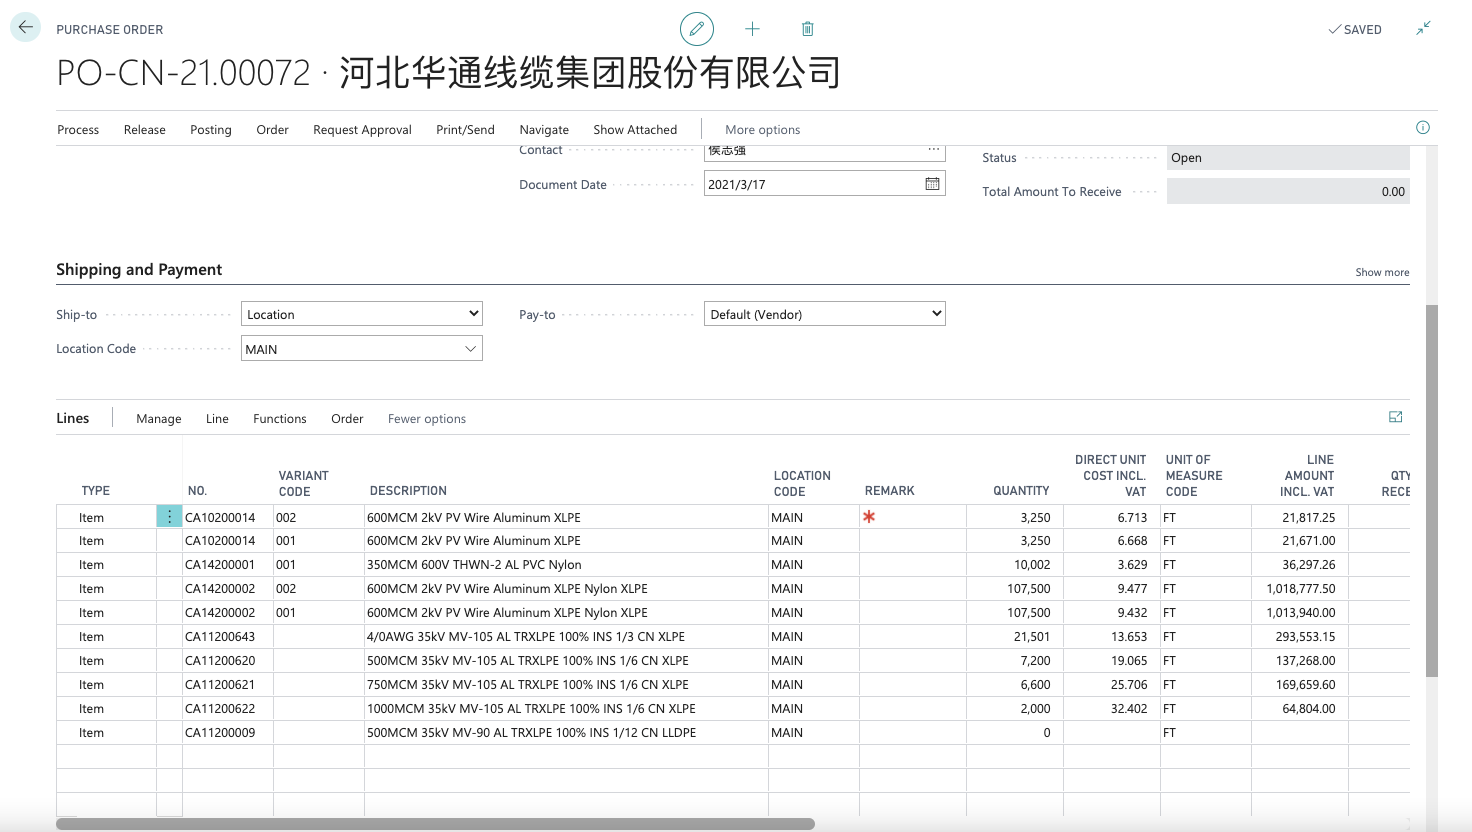 PURCHASE ORDER
SAVED
PO-CN-21.00072 · 河北华通线缆集团股份有限公司
Process Release Posting Order Request Approval Print/Send Navigate Show Attached More options
Contact 侯志强 ...
Status Open
Document Date 2021/3/17
Total Amount To Receive 0.00
Shipping and Payment
Show more
Ship-to Location
Pay-to Default (Vendor)
Location Code MAIN
Lines Manage Line Functions Order Fewer options
TYPE NO. VARIANT CODE DESCRIPTION LOCATION CODE REMARK QUANTITY DIRECT UNIT COST INCL. VAT UNIT OF MEASURE CODE LINE AMOUNT INCL. VAT QTY RECE
Item CA10200014 002 600MCM 2kV PV Wire Aluminum XLPE MAIN * 3,250 6.713 FT 21,817.25
Item CA10200014 001 600MCM 2kV PV Wire Aluminum XLPE MAIN 3,250 6.668 FT 21,671.00
Item CA14200001 001 350MCM 600V THWN-2 AL PVC Nylon MAIN 10,002 3.629 FT 36,297.26
Item CA14200002 002 600MCM 2kV PV Wire Aluminum XLPE Nylon XLPE MAIN 107,500 9.477 FT 1,018,777.50
Item CA14200002 001 600MCM 2kV PV Wire Aluminum XLPE Nylon XLPE MAIN 107,500 9.432 FT 1,013,940.00
Item CA11200643 4/0AWG 35kV MV-105 AL TRXLPE 100% INS 1/3 CN XLPE MAIN 21,501 13.653 FT 293,553.15
Item CA11200620 500MCM 35kV MV-105 AL TRXLPE 100% INS 1/6 CN XLPE MAIN 7,200 19.065 FT 137,268.00
Item CA11200621 750MCM 35kV MV-105 AL TRXLPE 100% INS 1/6 CN XLPE MAIN 6,600 25.706 FT 169,659.60
Item CA11200622 1000MCM 35kV MV-105 AL TRXLPE 100% INS 1/6 CN XLPE MAIN 2,000 32.402 FT 64,804.00
Item CA11200009 500MCM 35kV MV-90 AL TRXLPE 100% INS 1/12 CN LLDPE MAIN 0 FT